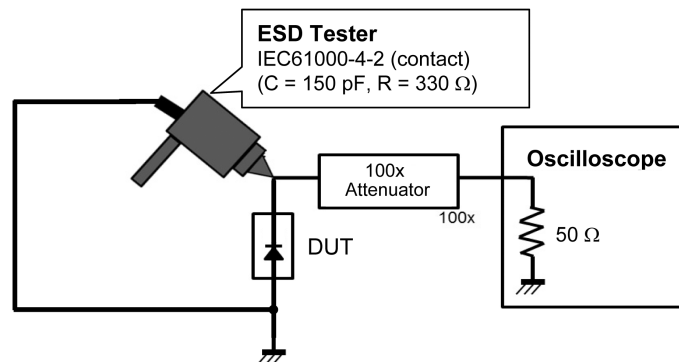 ESD Tester
IEC61000-4-2 (contact)
(C = 150 pF, R = 330 Ω)
100x
Attenuator
100x
Oscilloscope
50 Ω
DUT